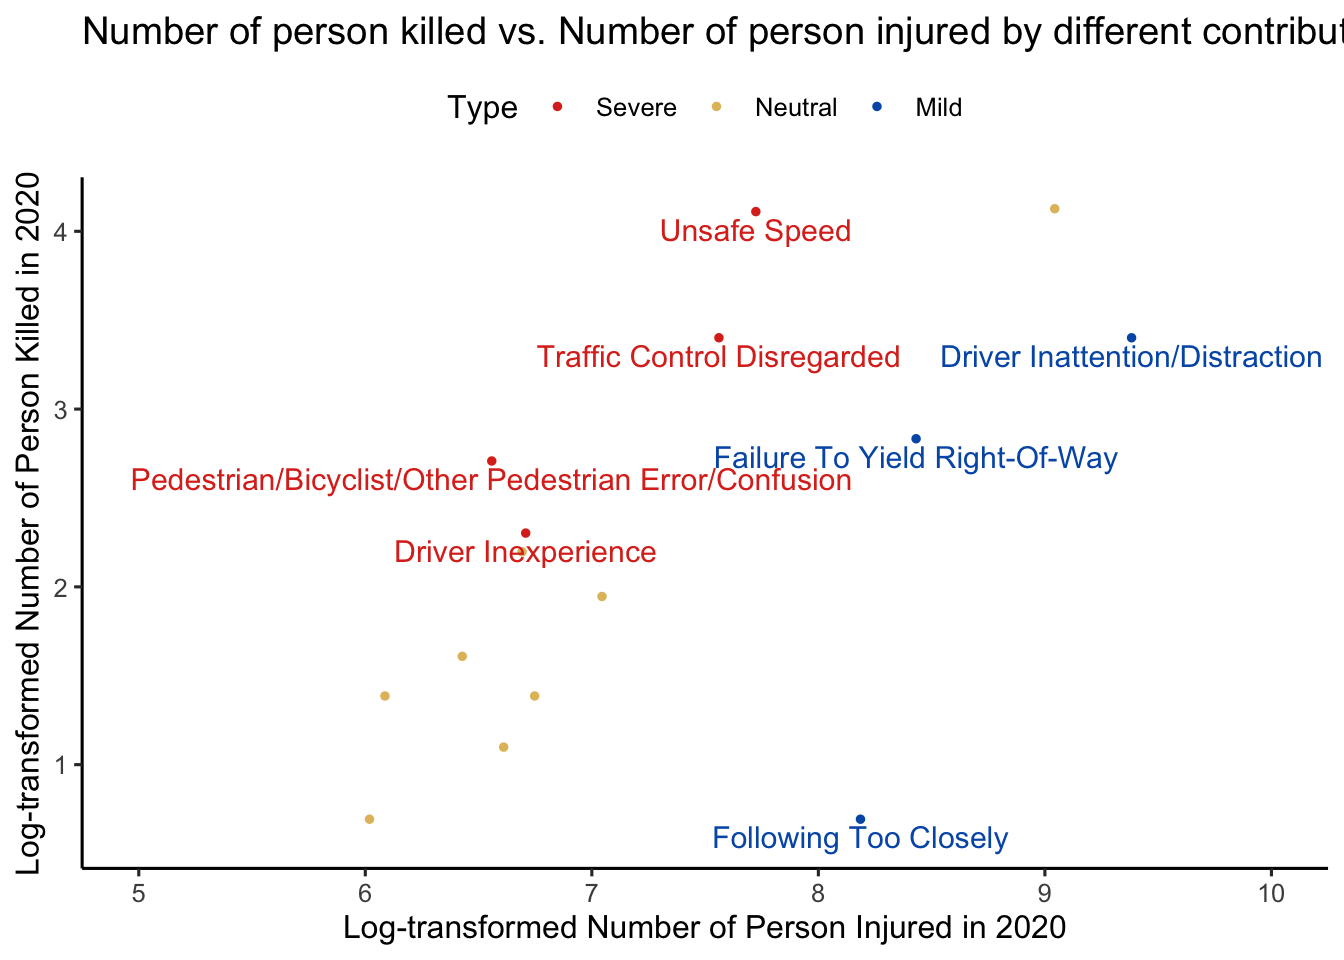 Number of person killed vs. Number of person injured by different contribut
Type Severe Neutral Mild
Log-transformed Number of Person Killed in 2020
4
3
2
1
Unsafe Speed
Traffic Control Disregarded
Driver Inattention/Distraction
Failure To Yield Right-Of-Way
Pedestrian/Bicyclist/Other Pedestrian Error/Confusion
Driver Inexperience
Following Too Closely
5 6 7 8 9 10
Log-transformed Number of Person Injured in 2020